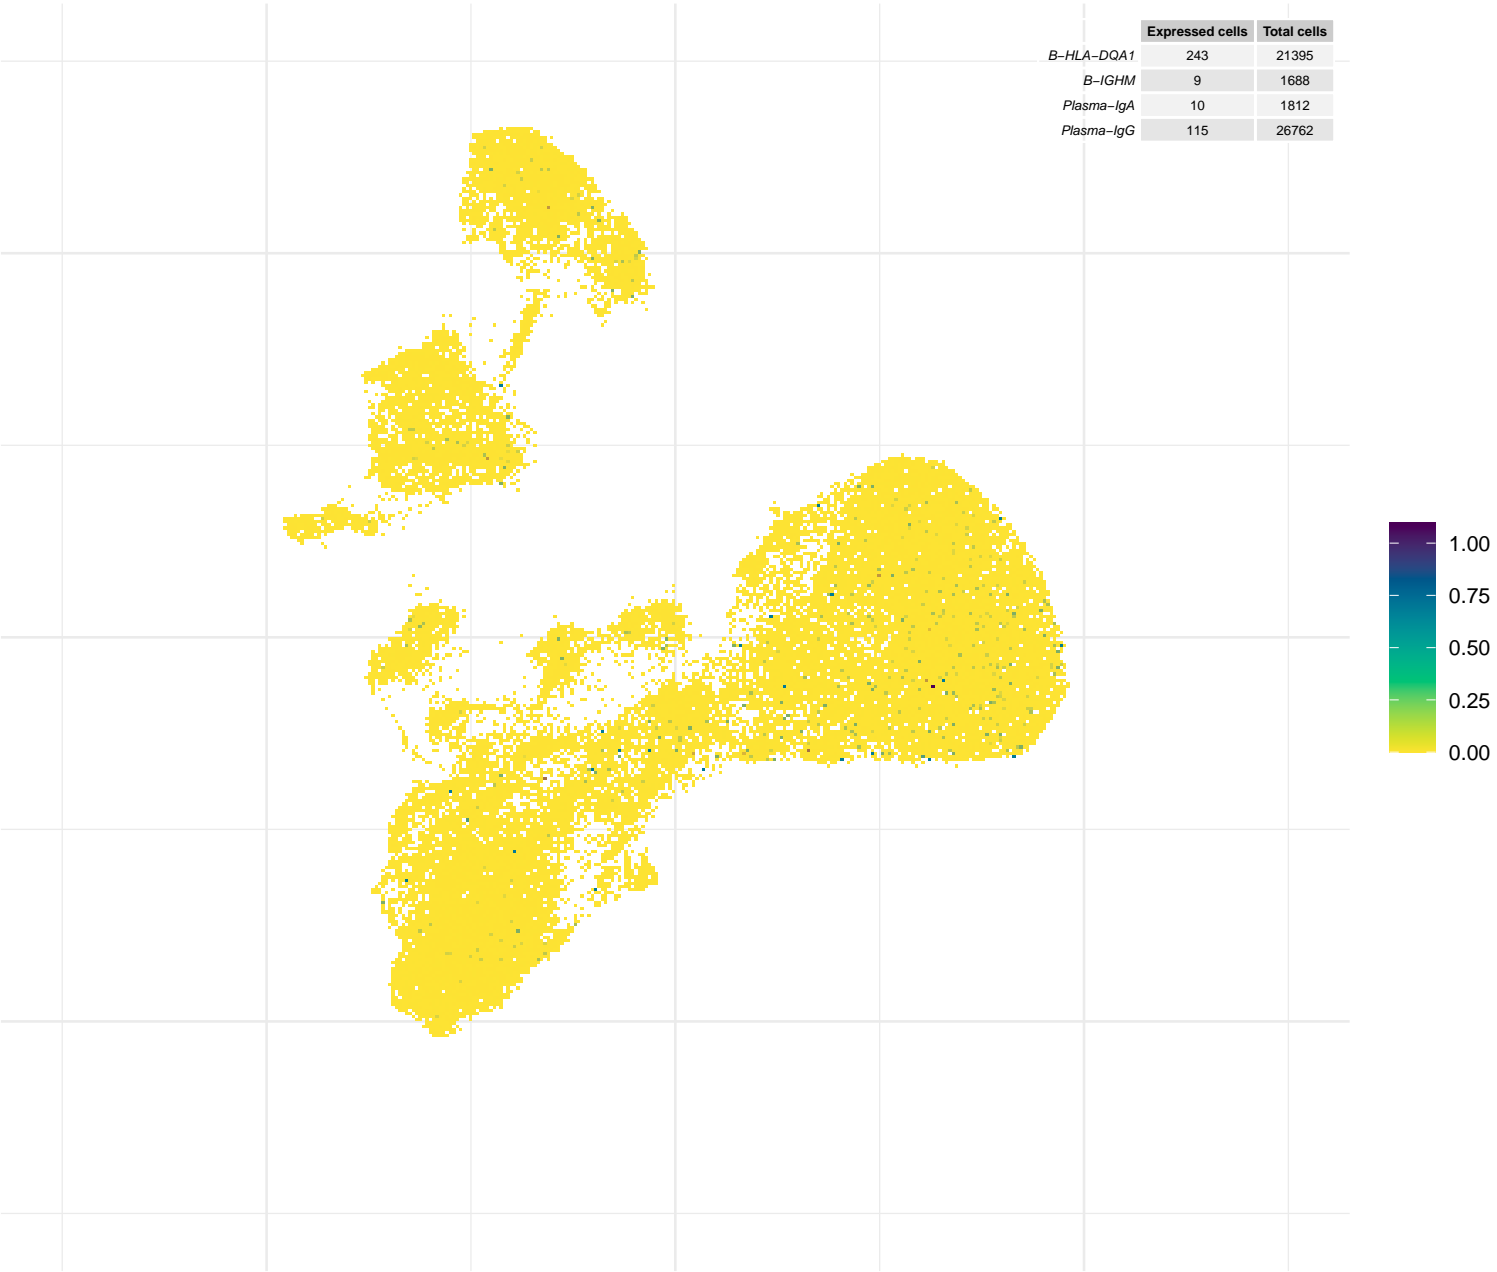 Expressed cells Total cells
B−HLA−DQA1 243 21395
B−IGHM 9 1688
Plasma−IgA 10 1812
Plasma−IgG 115 26762
1.00
0.75
0.50
0.25
0.00